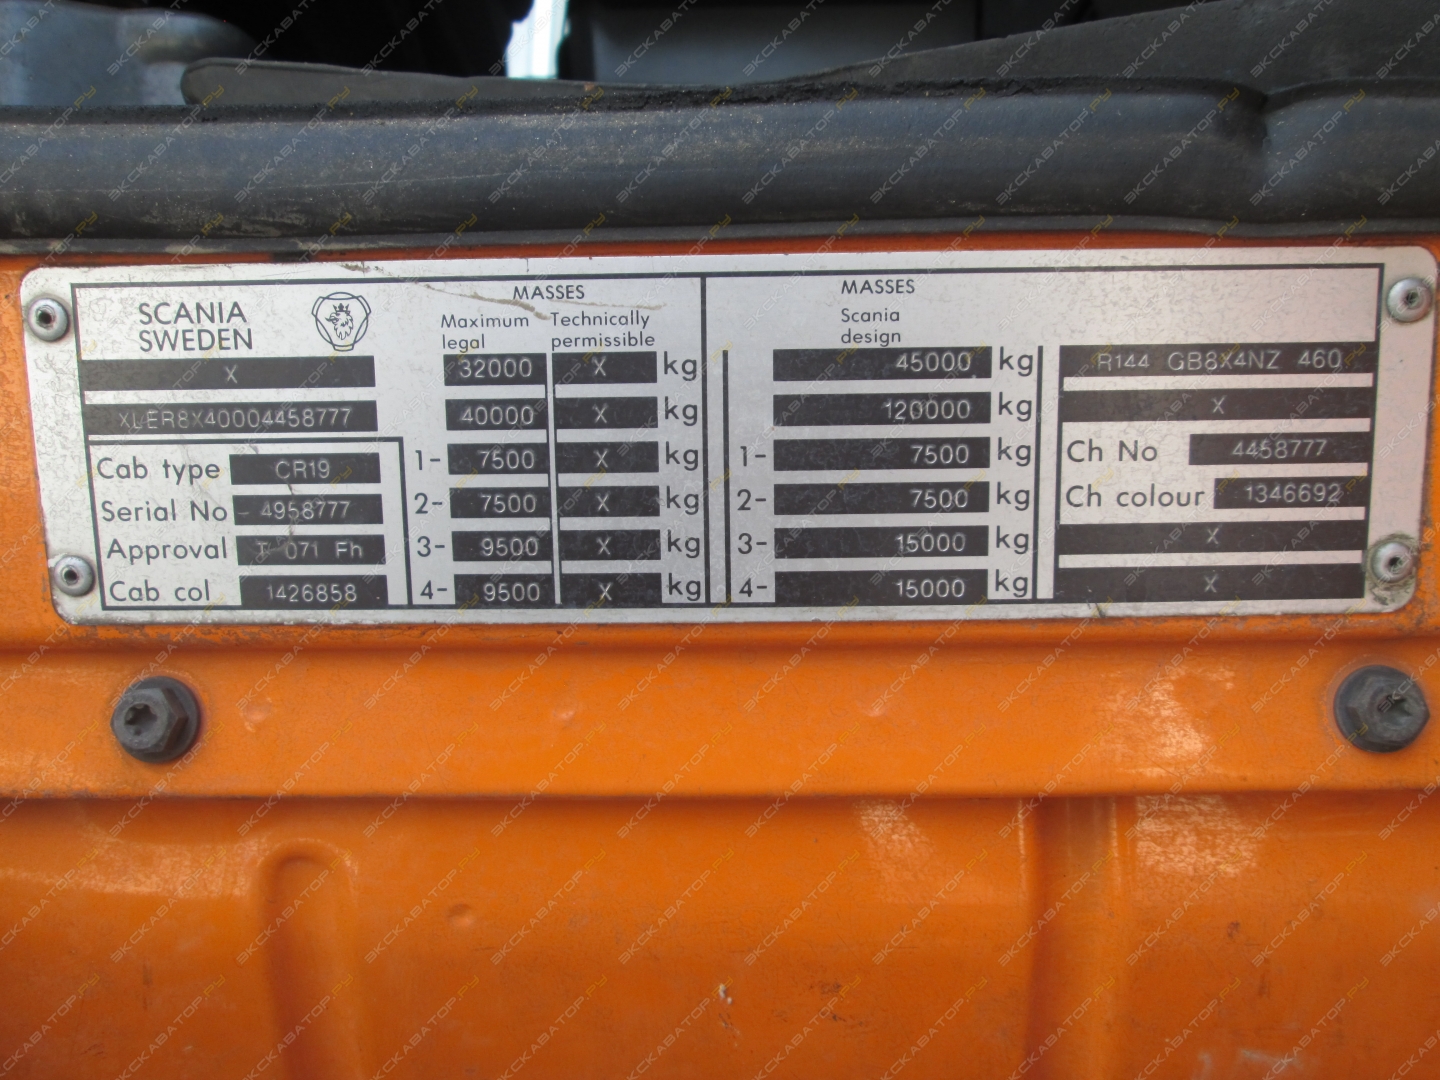 SCANIA
SWEDEN
MASSES
Maximum legal
Technically permissible
MASSES
Scania design
X
32000 X kg
45000 kg
R144 GB8X4NZ 460
XLER8X40004458777
40000 X kg
120000 kg
X
Cab type CR19
1- 7500 X kg
1- 7500 kg
Ch No 4458777
Serial No 4958777
2- 7500 X kg
2- 7500 kg
Ch colour 1346692
Approval T 071 Fh
3- 9500 X kg
3- 15000 kg
X
Cab col 1426858
4- 9500 X kg
4- 15000 kg
X
ЭКСКАВАТОР.РУ